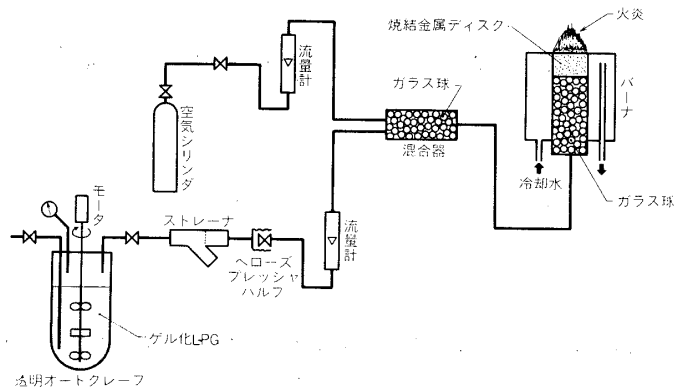 火炎
焼結金属ディスク
流量計
ガラス球
バーナ
空気シリンダ
混合器
冷却水
ガラス球
モータ
ストレーナ
流量計
ベローズ
プレッシャ
バルブ
ゲル化LPG
透明オートクレーブ